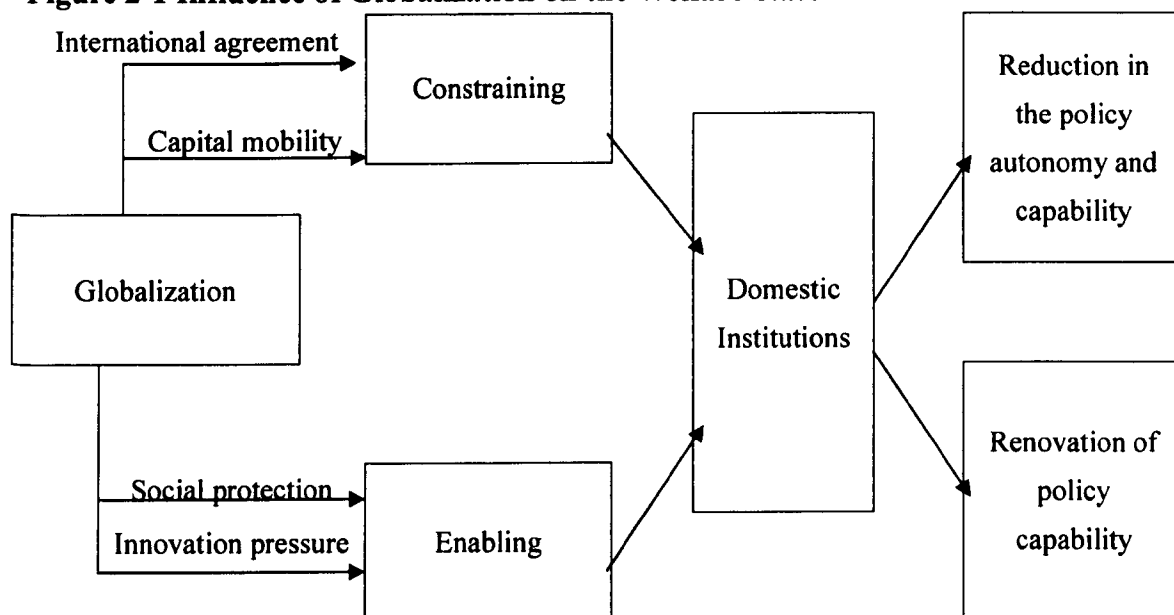 International agreement
Capital mobility
Constraining
Globalization
Social protection
Innovation pressure
Enabling
Domestic
Institutions
Reduction in
the policy
autonomy and
capability
Renovation of
policy
capability